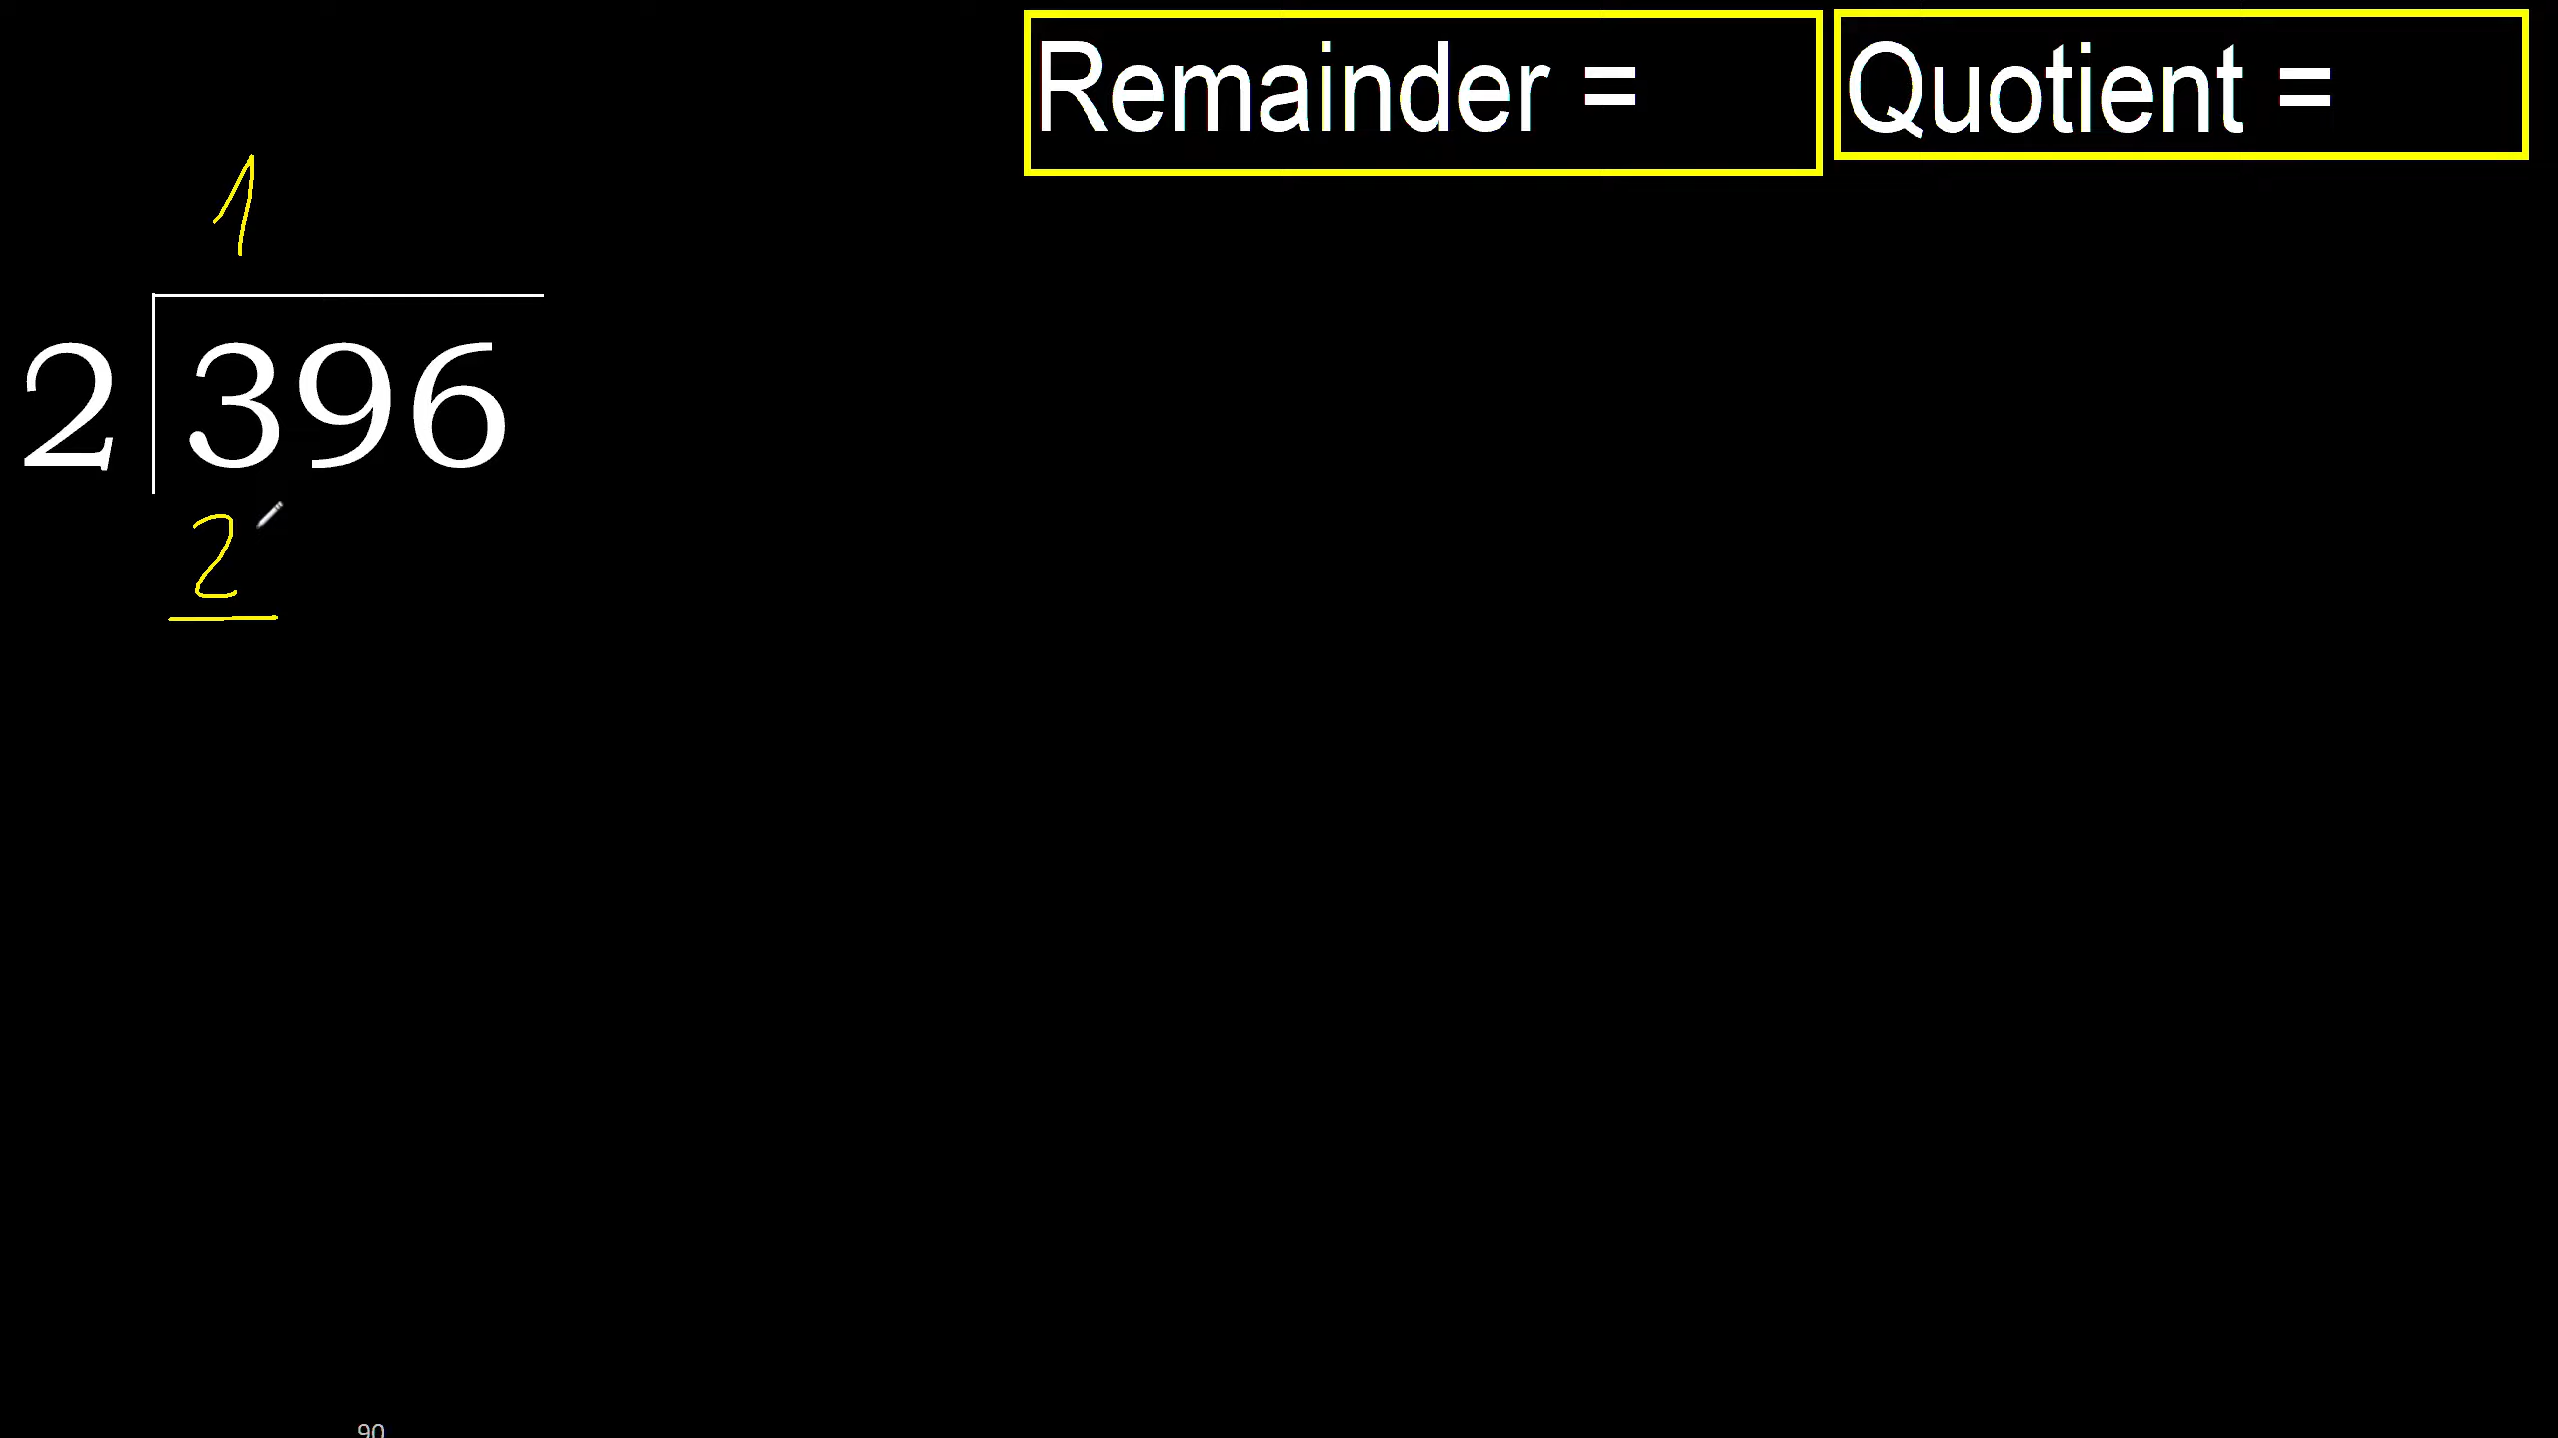 Remainder = Quotient =
1
2 396
2
90